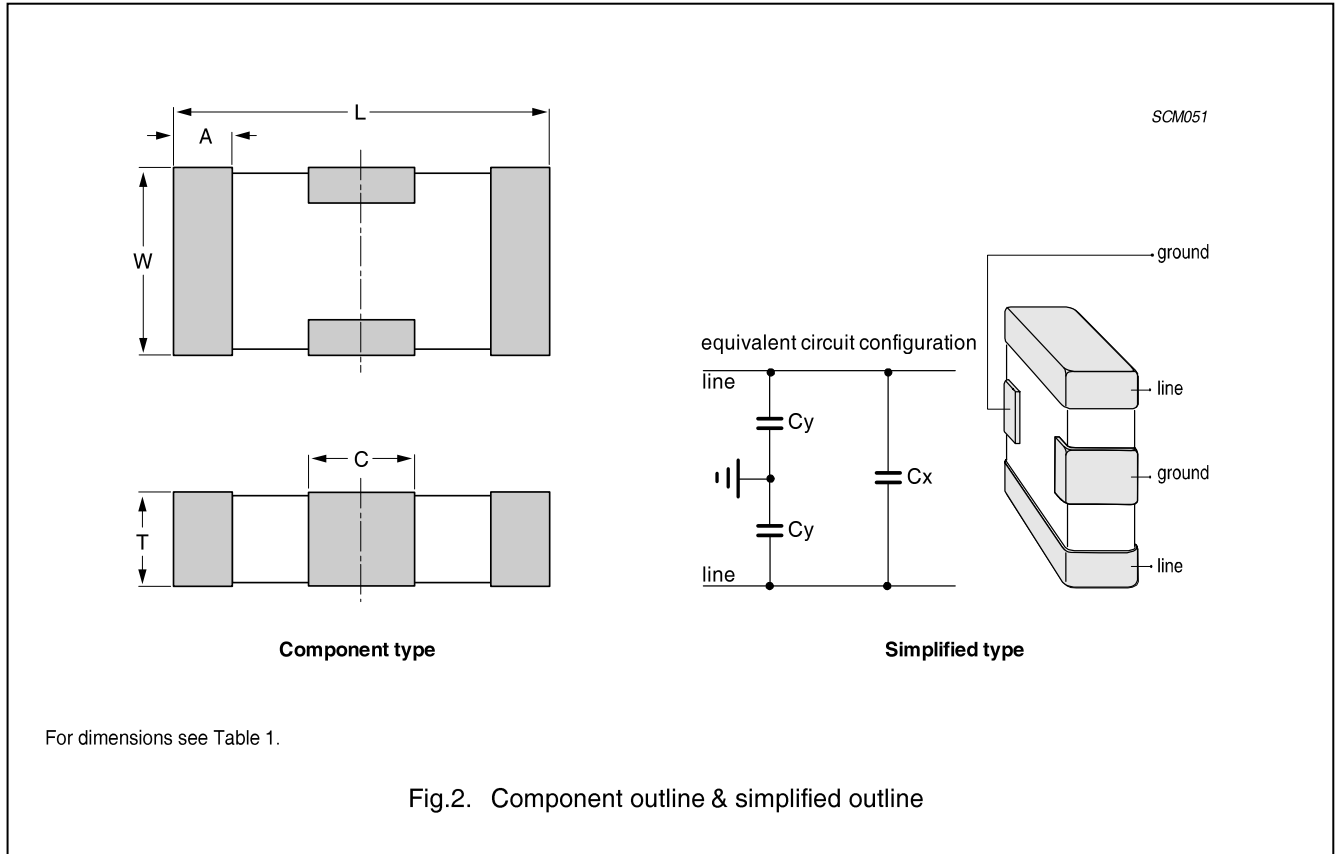 L
A
W
C
T
Component type
SCM051
ground
equivalent circuit configuration
line
Cy
Cx
Cy
line
line
ground
line
Simplified type
For dimensions see Table 1.
Fig.2. Component outline & simplified outline